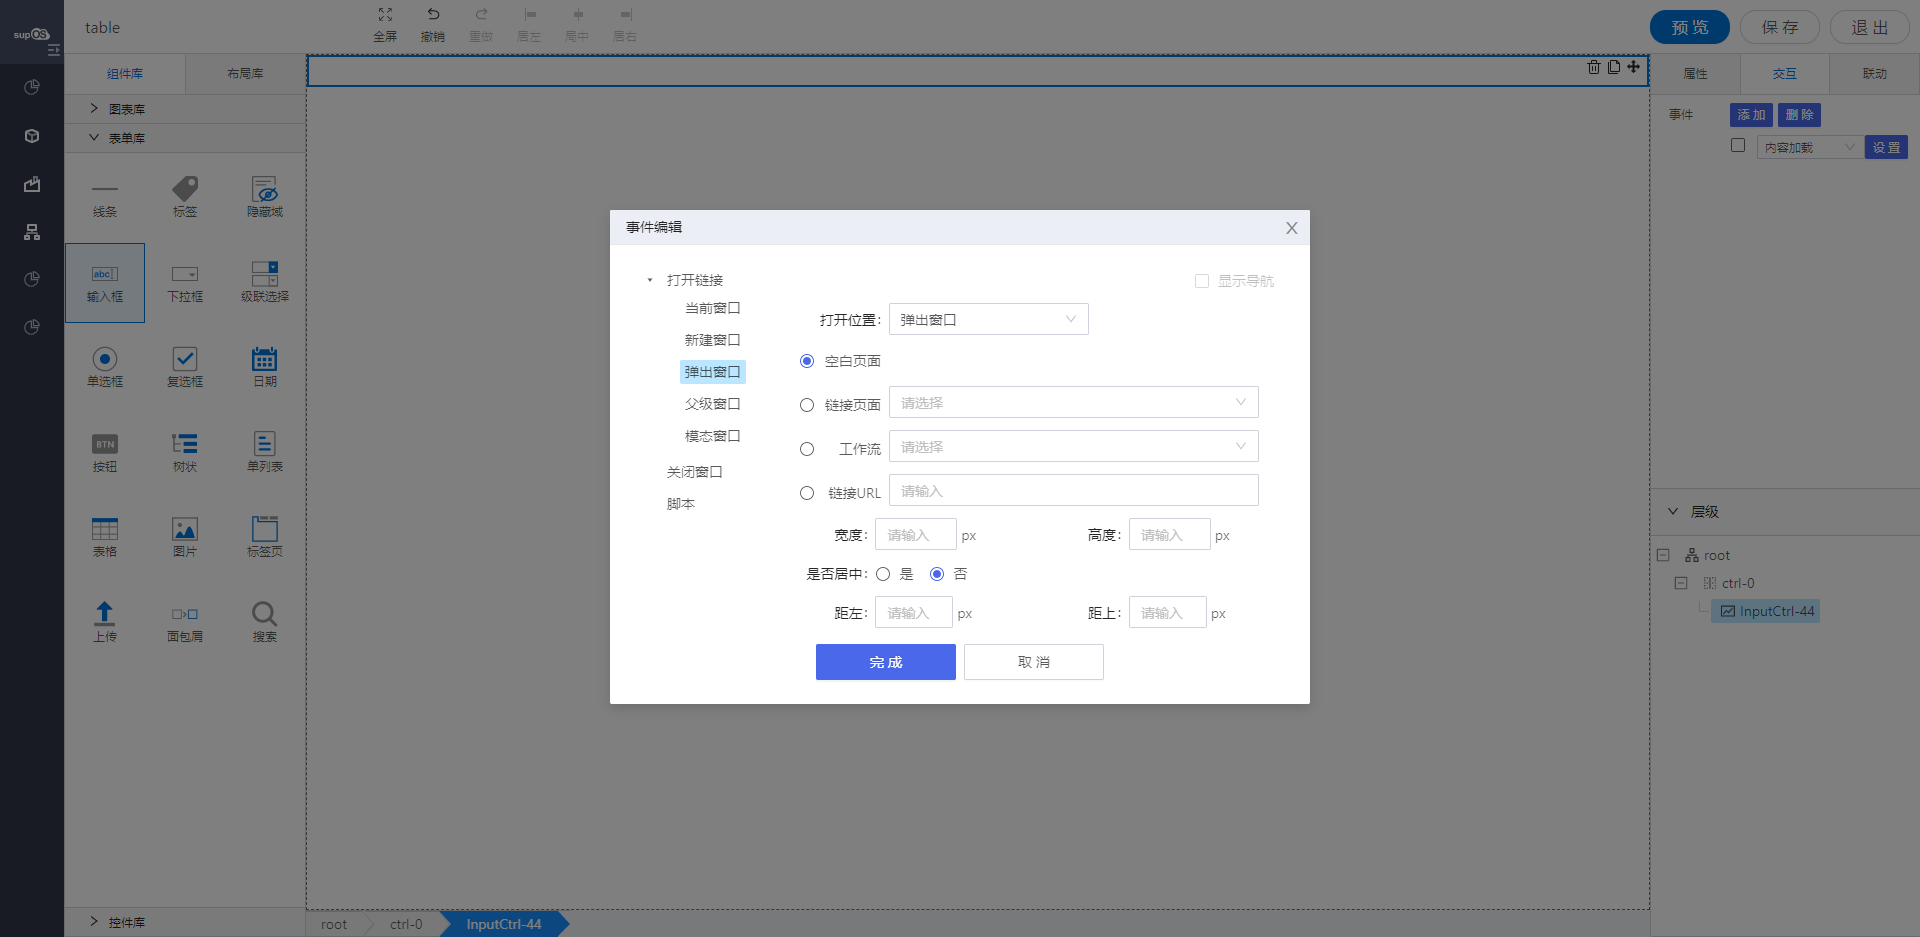 supOS
table
全屏
撤销
重做
居左
局中
居右
预 览
保 存
退 出
组件库
布局库
图表库
表单库
线条
标签
隐藏域
abc
输入框
下拉框
级联选择
单选框
复选框
日期
BTN
按钮
树状
单列表
表格
图片
标签页
上传
面包屑
搜索
控件库
root
ctrl-0
InputCtrl-44
事件编辑
X
打开链接
当前窗口
新建窗口
弹出窗口
父级窗口
模态窗口
关闭窗口
脚本
显示导航
打开位置:
弹出窗口
空白页面
链接页面
请选择
工作流
请选择
链接URL
请输入
宽度:
请输入
px
高度:
请输入
px
是否居中:
是
否
距左:
请输入
px
距上:
请输入
px
完 成
取 消
属性
交互
联动
事件
添 加
删 除
内容加载
设 置
层级
root
ctrl-0
InputCtrl-44